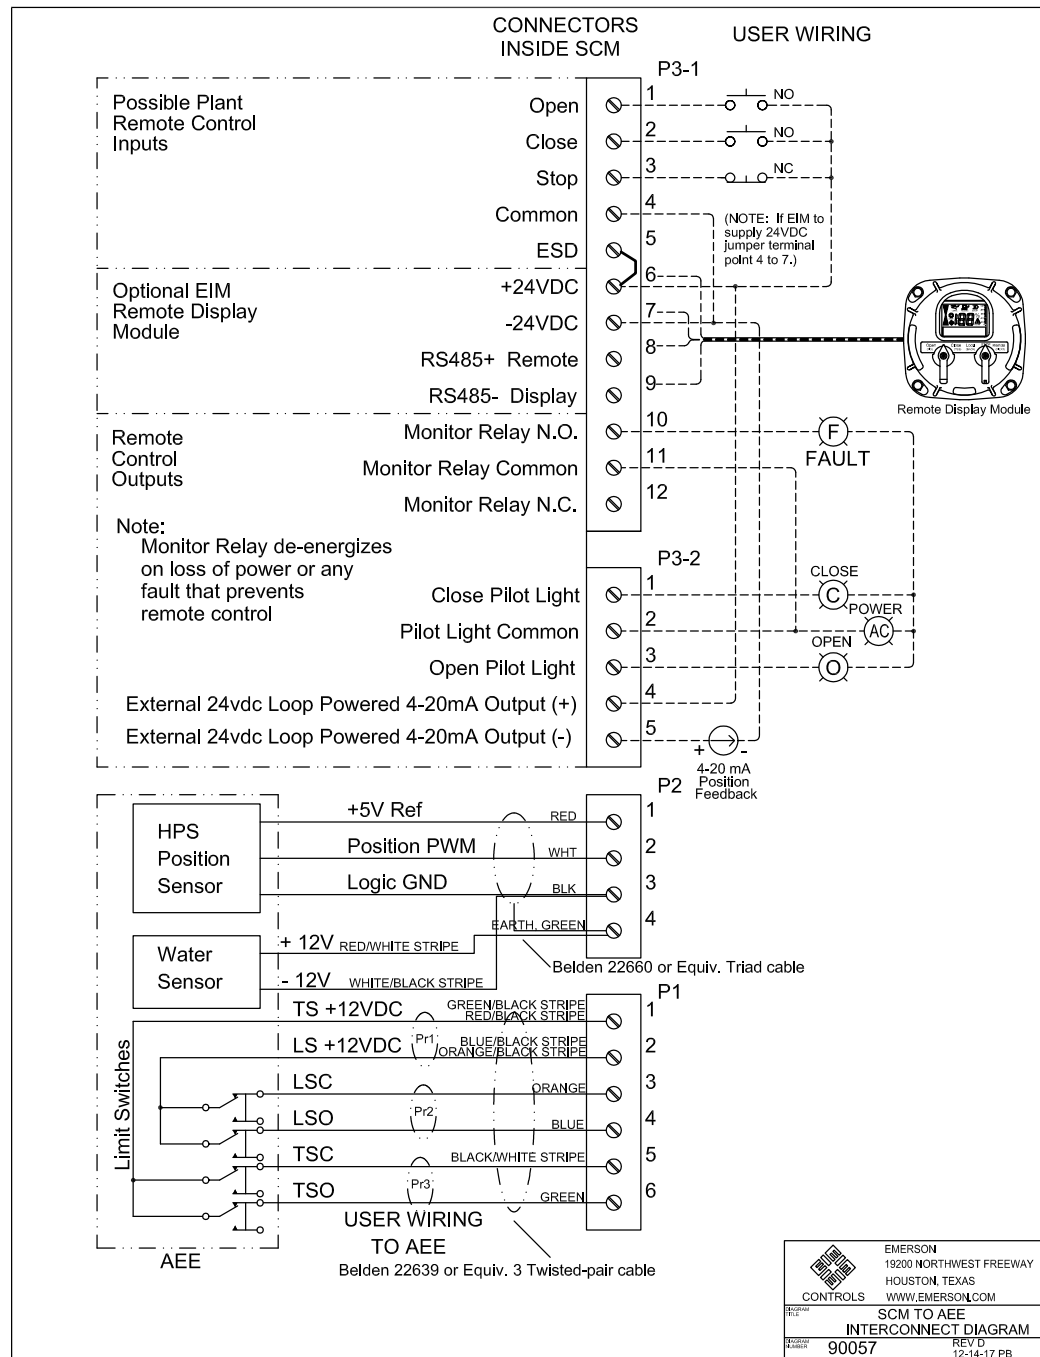 CONNECTORS
INSIDE SCM
USER WIRING
P3-1
Possible Plant
Remote Control
Inputs
Open
1
NO
Close
2
NO
Stop
3
NC
Common
4
(NOTE: If EIM to
supply 24VDC
jumper terminal
point 4 to 7.)
ESD
5
Optional EIM
Remote Display
Module
+24VDC
6
-24VDC
7
RS485+ Remote
8
RS485- Display
9
Remote Display Module
Remote
Control
Outputs
Monitor Relay N.O.
10
F
FAULT
Monitor Relay Common
11
Monitor Relay N.C.
12
Note:
Monitor Relay de-energizes
on loss of power or any
fault that prevents
remote control
P3-2
Close Pilot Light
1
CLOSE
C
Pilot Light Common
2
POWER
AC
Open Pilot Light
3
OPEN
O
External 24vdc Loop Powered 4-20mA Output (+)
4
External 24vdc Loop Powered 4-20mA Output (-)
5
+ -
4-20 mA
Position
Feedback
P2
HPS
Position
Sensor
+5V Ref
RED
1
Position PWM
WHT
2
Logic GND
BLK
3
EARTH, GREEN
4
Water
Sensor
+ 12V RED/WHITE STRIPE
- 12V WHITE/BLACK STRIPE
Belden 22660 or Equiv. Triad cable
P1
Limit Switches
TS +12VDC
GREEN/BLACK STRIPE
RED/BLACK STRIPE
1
Pr1
LS +12VDC
BLUE/BLACK STRIPE
ORANGE/BLACK STRIPE
2
LSC
ORANGE
3
Pr2
LSO
BLUE
4
TSC
BLACK/WHITE STRIPE
5
Pr3
TSO
GREEN
6
USER WIRING
TO AEE
AEE
Belden 22639 or Equiv. 3 Twisted-pair cable
CONTROLS
EMERSON
19200 NORTHWEST FREEWAY
HOUSTON, TEXAS
WWW.EMERSON.COM
DIAGRAM
TITLE
SCM TO AEE
INTERCONNECT DIAGRAM
DIAGRAM
NUMBER
90057
REV D
12-14-17 PB